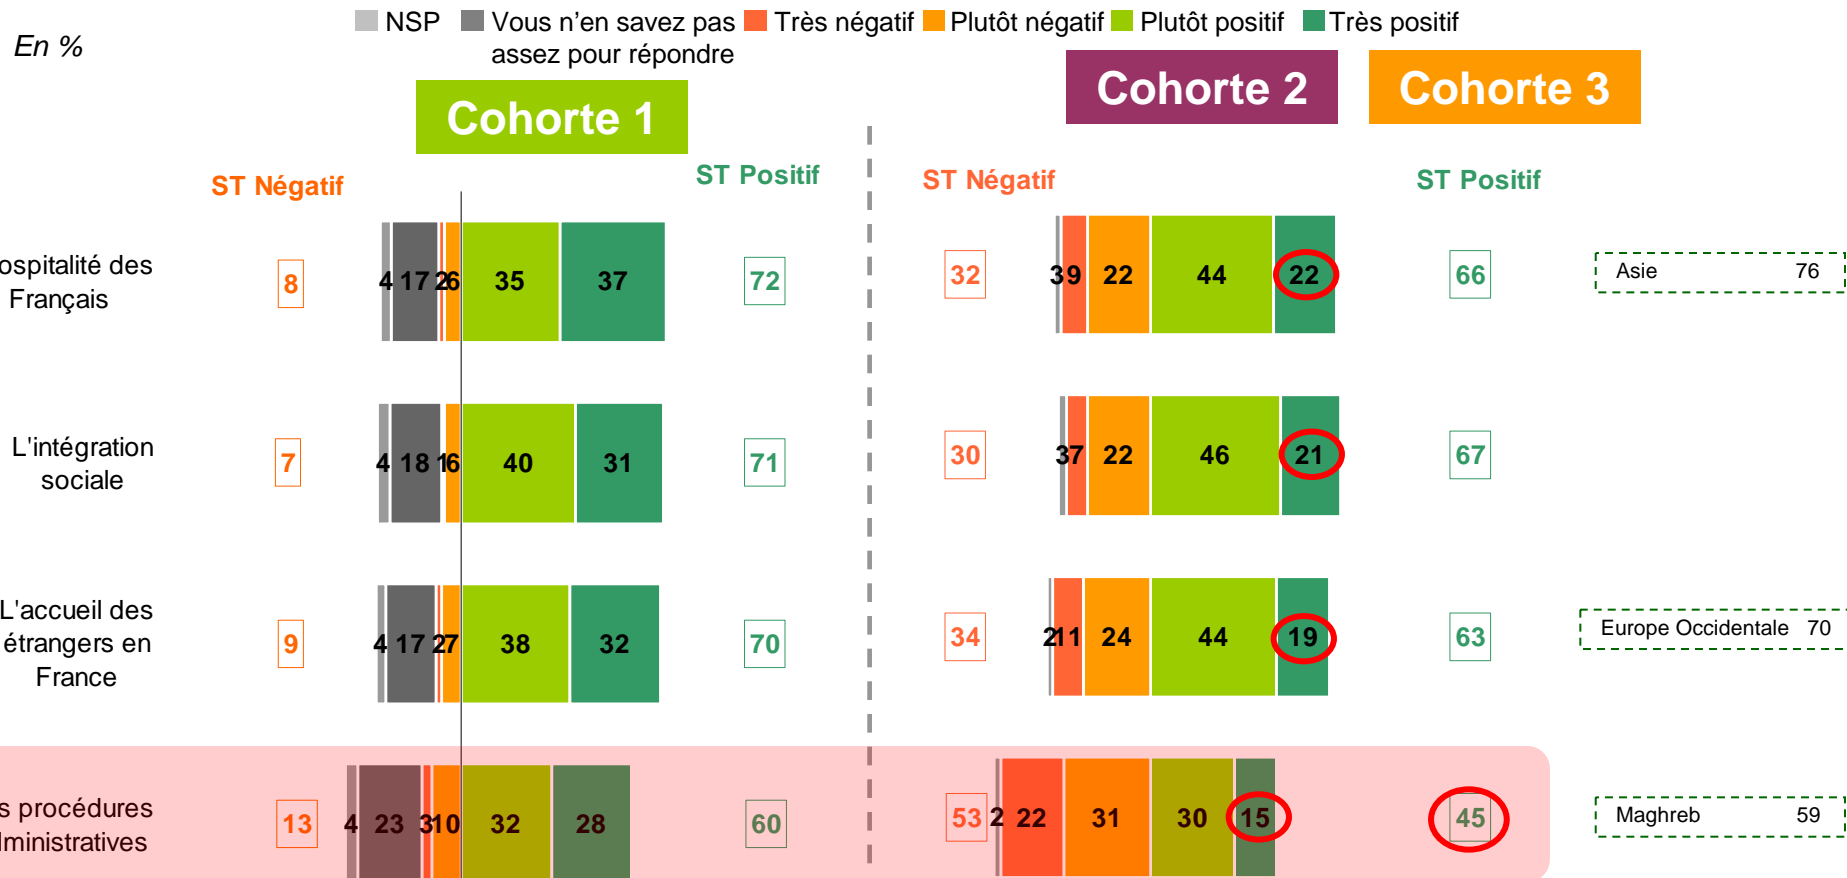 NSP Vous n'en savez pas Très négatif Plutôt négatif Plutôt positif Très positif
assez pour répondre
En %
Cohorte 1
Cohorte 2
Cohorte 3
ST Négatif
ST Positif
ST Négatif
ST Positif
ospitalité des
Français
8
4 17 2 6 35 37
72
32
3 9 22 44 22
66
Asie 76
L'intégration
sociale
7
4 18 1 6 40 31
71
30
3 7 22 46 21
67
L'accueil des
étrangers en
France
9
4 17 2 7 38 32
70
34
2 11 24 44 19
63
Europe Occidentale 70
s procédures
dministratives
13
4 23 3 10 32 28
60
53
2 22 31 30 15
45
Maghreb 59